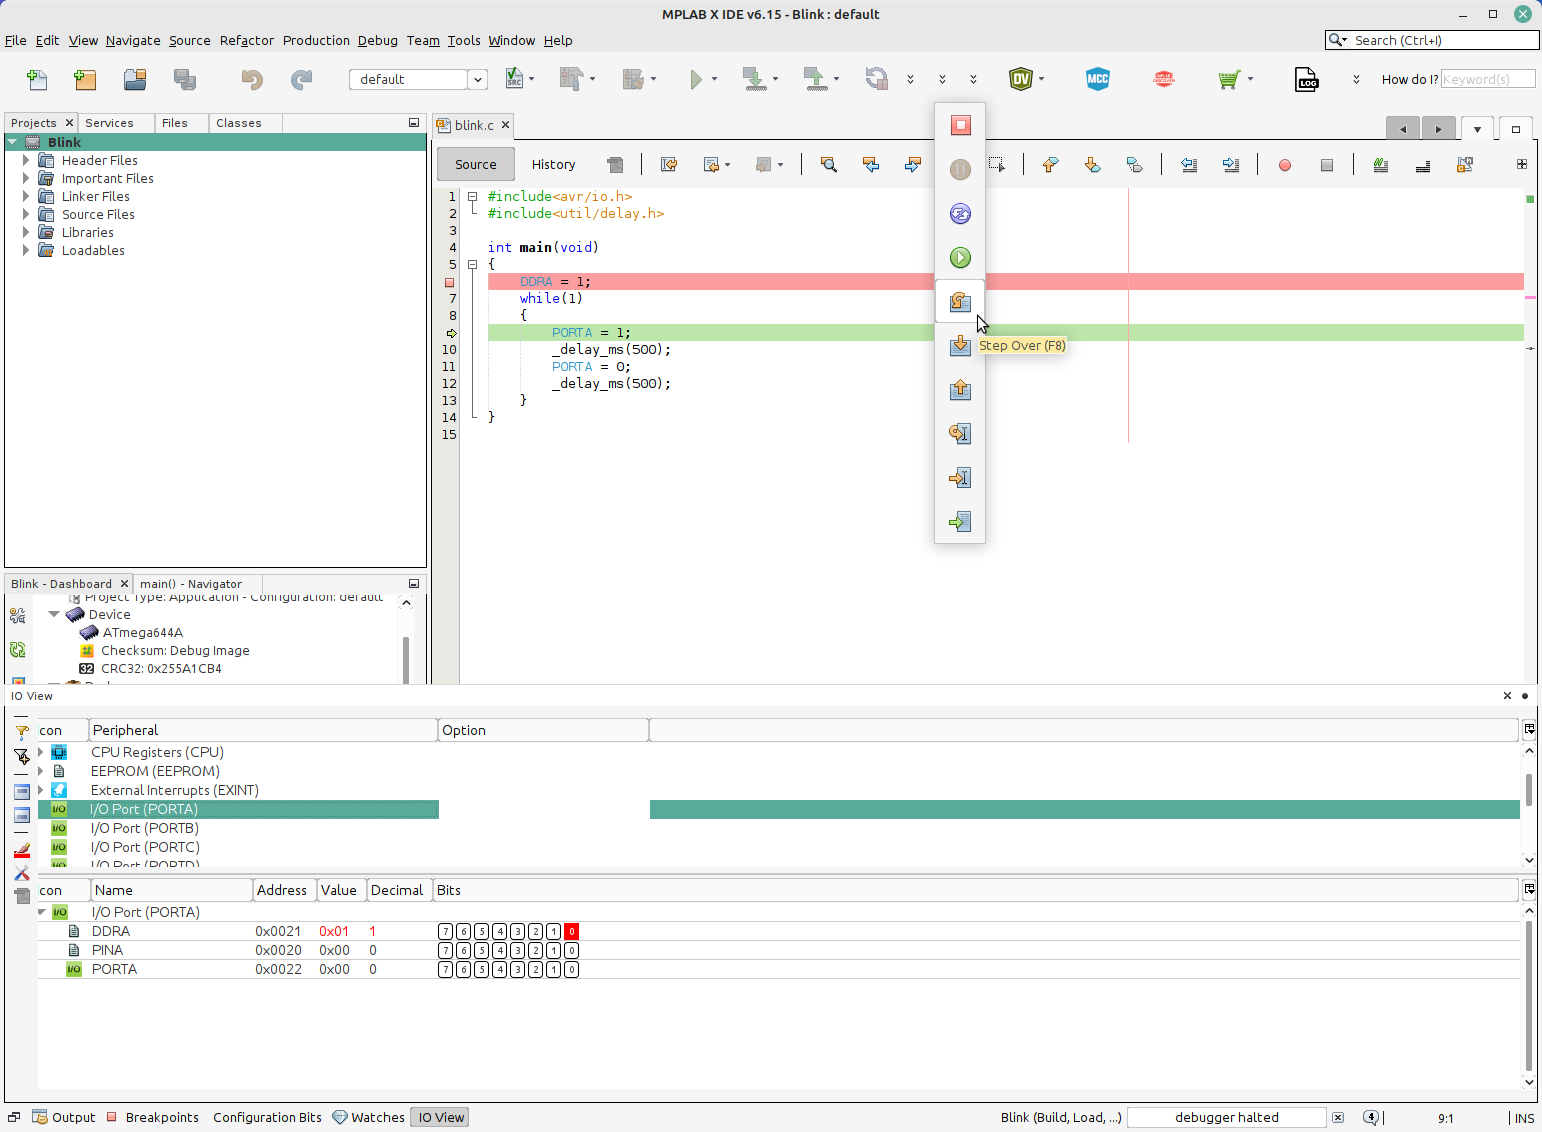 MPLAB X IDE v6.15 - Blink : default
File Edit View Navigate Source Refactor Production Debug Team Tools Window Help
Search (Ctrl+I)
default
SRC
DV
MCC
LOG
How do I?
Keyword(s)
Projects
Services
Files
Classes
Blink
Header Files
Important Files
Linker Files
Source Files
Libraries
Loadables
blink.c
Source
History
1 #include<avr/io.h>
2 #include<util/delay.h>
3
4 int main(void)
5 {
DDRA = 1;
7 while(1)
8 {
PORTA = 1;
10 _delay_ms(500);
11 PORTA = 0;
12 _delay_ms(500);
13 }
14 }
15
Step Over (F8)
Blink - Dashboard
main() - Navigator
Project Type: Application - Configuration: default
Device
ATmega644A
Checksum: Debug Image
32 CRC32: 0x255A1CB4
IO View
Icon Peripheral Option
CPU Registers (CPU)
EEPROM (EEPROM)
External Interrupts (EXINT)
I/O I/O Port (PORTA)
I/O I/O Port (PORTB)
I/O I/O Port (PORTC)
I/O I/O Port (PORTD)
Icon Name Address Value Decimal Bits
I/O I/O Port (PORTA)
DDRA 0x0021 0x01 1 7 6 5 4 3 2 1 0
PINA 0x0020 0x00 0 7 6 5 4 3 2 1 0
I/O PORTA 0x0022 0x00 0 7 6 5 4 3 2 1 0
Output
Breakpoints
Configuration Bits
Watches
IO View
Blink (Build, Load, ...)
debugger halted
4
9:1
INS